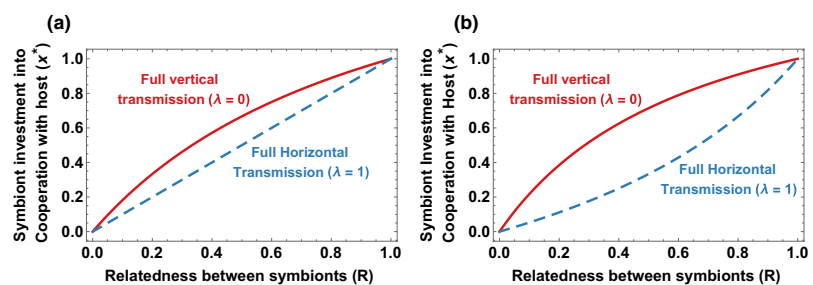 (a)
Symbiont investment into
Cooperation with host (x*)
1.0
0.8
0.6
0.4
0.2
0.0
Full vertical
transmission (λ = 0)
Full Horizontal
Transmission (λ = 1)
0.0 0.2 0.4 0.6 0.8 1.0
Relatedness between symbionts (R)
(b)
Symbiont Investment into
Cooperation with Host (x*)
1.0
0.8
0.6
0.4
0.2
0.0
Full vertical
transmission (λ = 0)
Full Horizontal
Transmission (λ = 1)
0.0 0.2 0.4 0.6 0.8 1.0
Relatedness between symbionts (R)